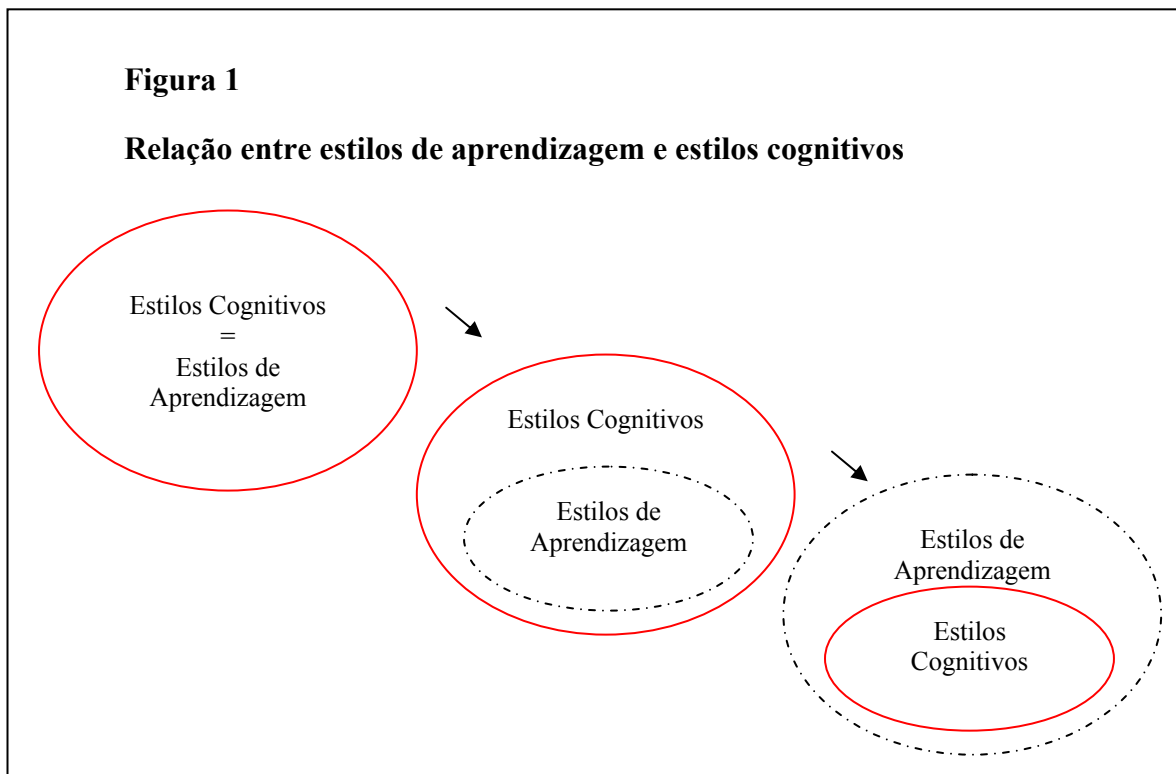 Figura 1
Relação entre estilos de aprendizagem e estilos cognitivos
Estilos Cognitivos
=
Estilos de
Aprendizagem
Estilos Cognitivos
Estilos de
Aprendizagem
Estilos de
Aprendizagem
Estilos
Cognitivos